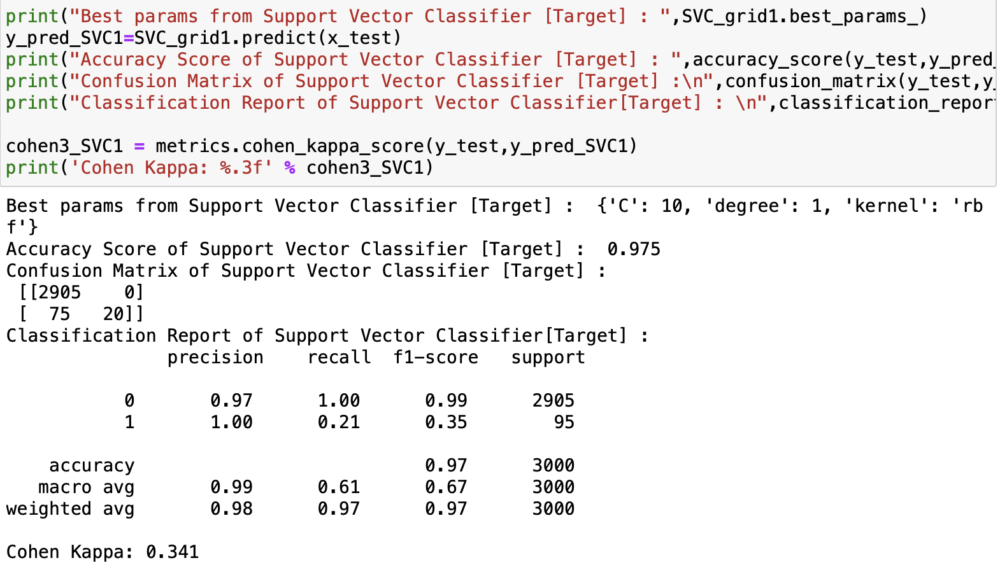 print("Best params from Support Vector Classifier [Target] : ",SVC_grid1.best_params_)
y_pred_SVC1=SVC_grid1.predict(x_test)
print("Accuracy Score of Support Vector Classifier [Target] : ",accuracy_score(y_test,y_pred_
print("Confusion Matrix of Support Vector Classifier [Target] :\n",confusion_matrix(y_test,y_
print("Classification Report of Support Vector Classifier[Target] : \n",classification_repor
cohen3_SVC1 = metrics.cohen_kappa_score(y_test,y_pred_SVC1)
print('Cohen Kappa: %.3f' % cohen3_SVC1)
Best params from Support Vector Classifier [Target] :  {'C': 10, 'degree': 1, 'kernel': 'rb
f'}
Accuracy Score of Support Vector Classifier [Target] :  0.975
Confusion Matrix of Support Vector Classifier [Target] :
 [[2905    0]
 [  75   20]]
Classification Report of Support Vector Classifier[Target] :
               precision    recall  f1-score   support
           0       0.97      1.00      0.99      2905
           1       1.00      0.21      0.35        95
    accuracy                           0.97      3000
   macro avg       0.99      0.61      0.67      3000
weighted avg       0.98      0.97      0.97      3000
Cohen Kappa: 0.341